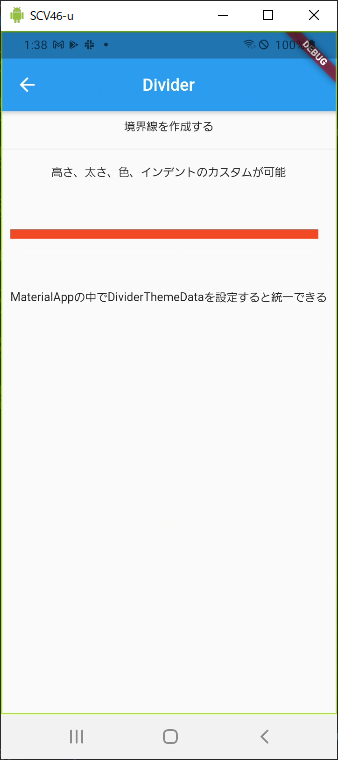 SCV46-u
1:38
100%
DEBUG
Divider
境界線を作成する
高さ、太さ、色、インデントのカスタムが可能
MaterialAppの中でDividerThemeDataを設定すると統一できる